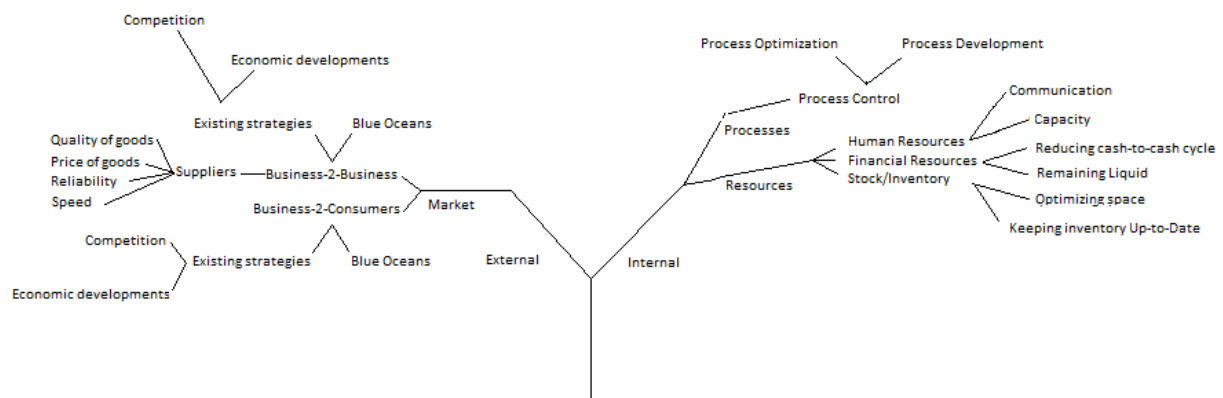 Competition
Economic developments
Existing strategies
Blue Oceans
Quality of goods
Price of goods
Reliability
Speed
Suppliers
Business-2-Business
Business-2-Consumers
Market
Competition
Existing strategies
Blue Oceans
Economic developments
External
Internal
Process Optimization
Process Development
Process Control
Processes
Resources
Human Resources
Financial Resources
Stock/Inventory
Communication
Capacity
Reducing cash-to-cash cycle
Remaining Liquid
Optimizing space
Keeping inventory Up-to-Date